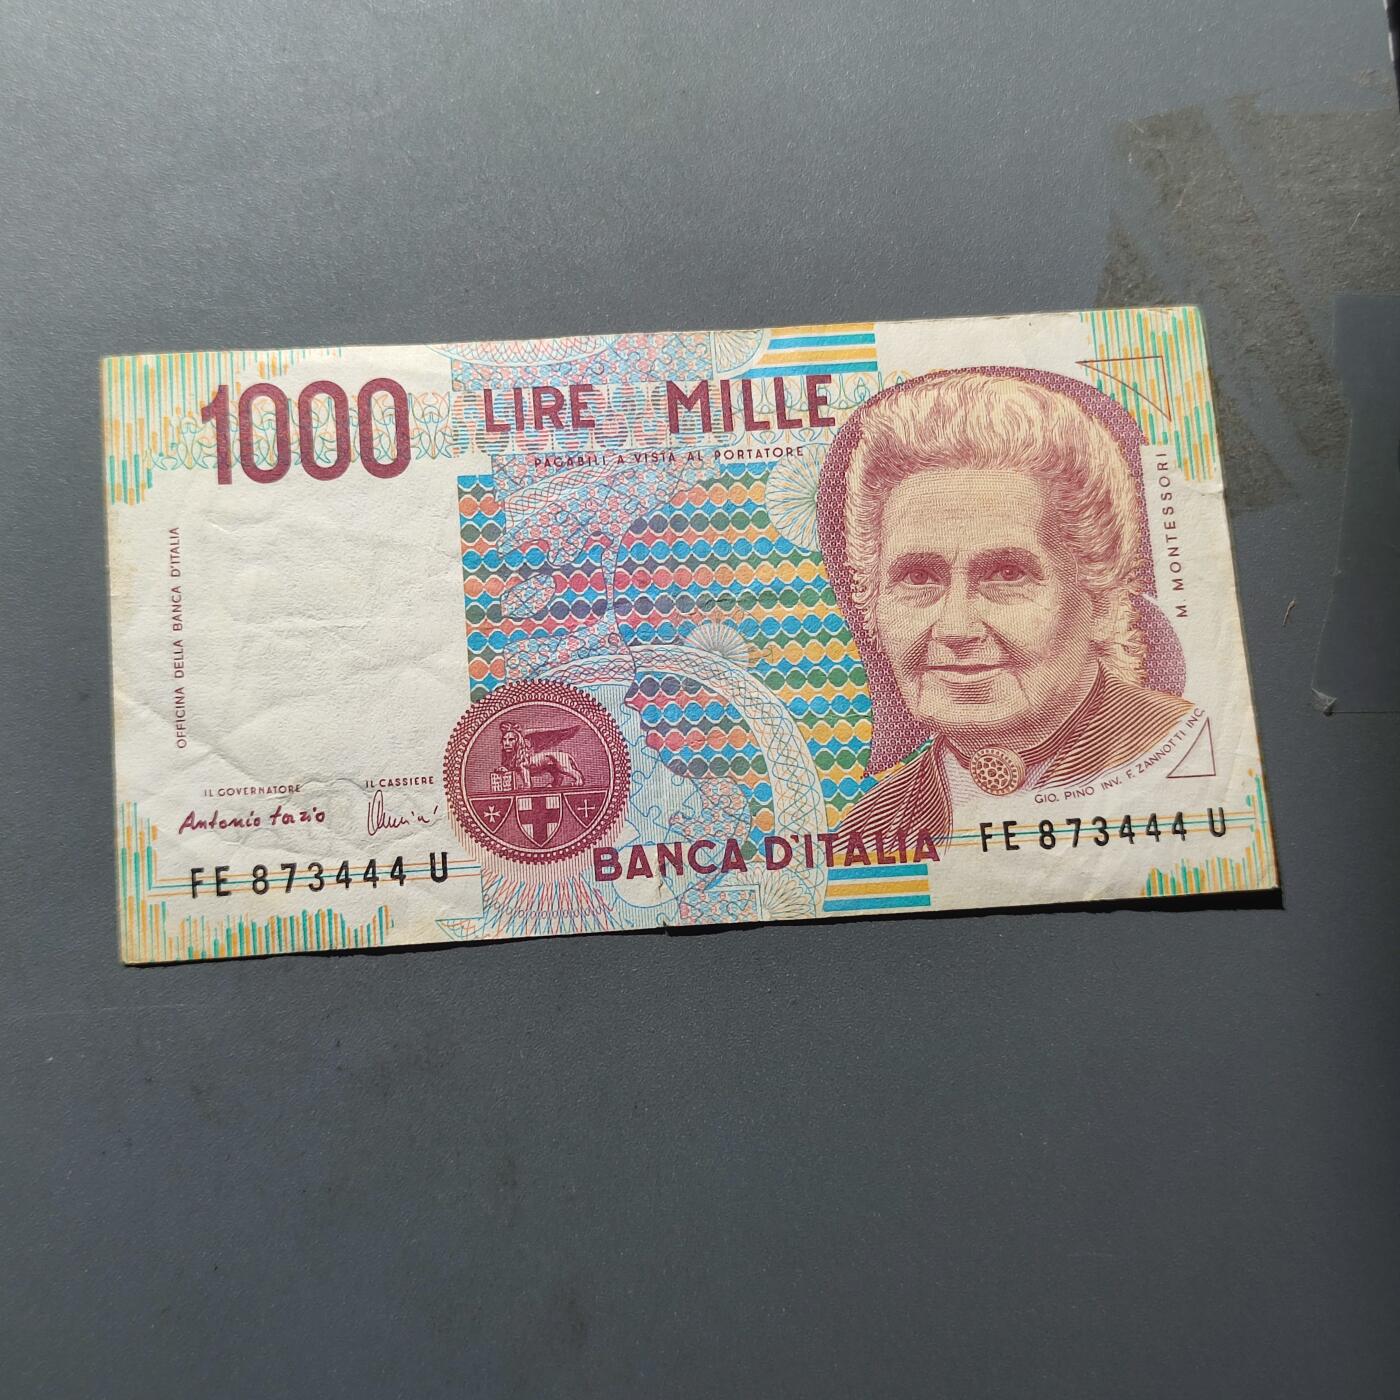 1000 LIRE MILLE
PAGABILI A VISTA AL PORTATORE
OFFICINA DELLA BANCA D'ITALIA
M MONTESSORI
IL GOVERNATORE
IL CASSIERE
Antonio Fazio
GIO. PINO INV. F. ZANNOTTI INC.
BANCA D'ITALIA
FE 873444 U
FE 873444 U